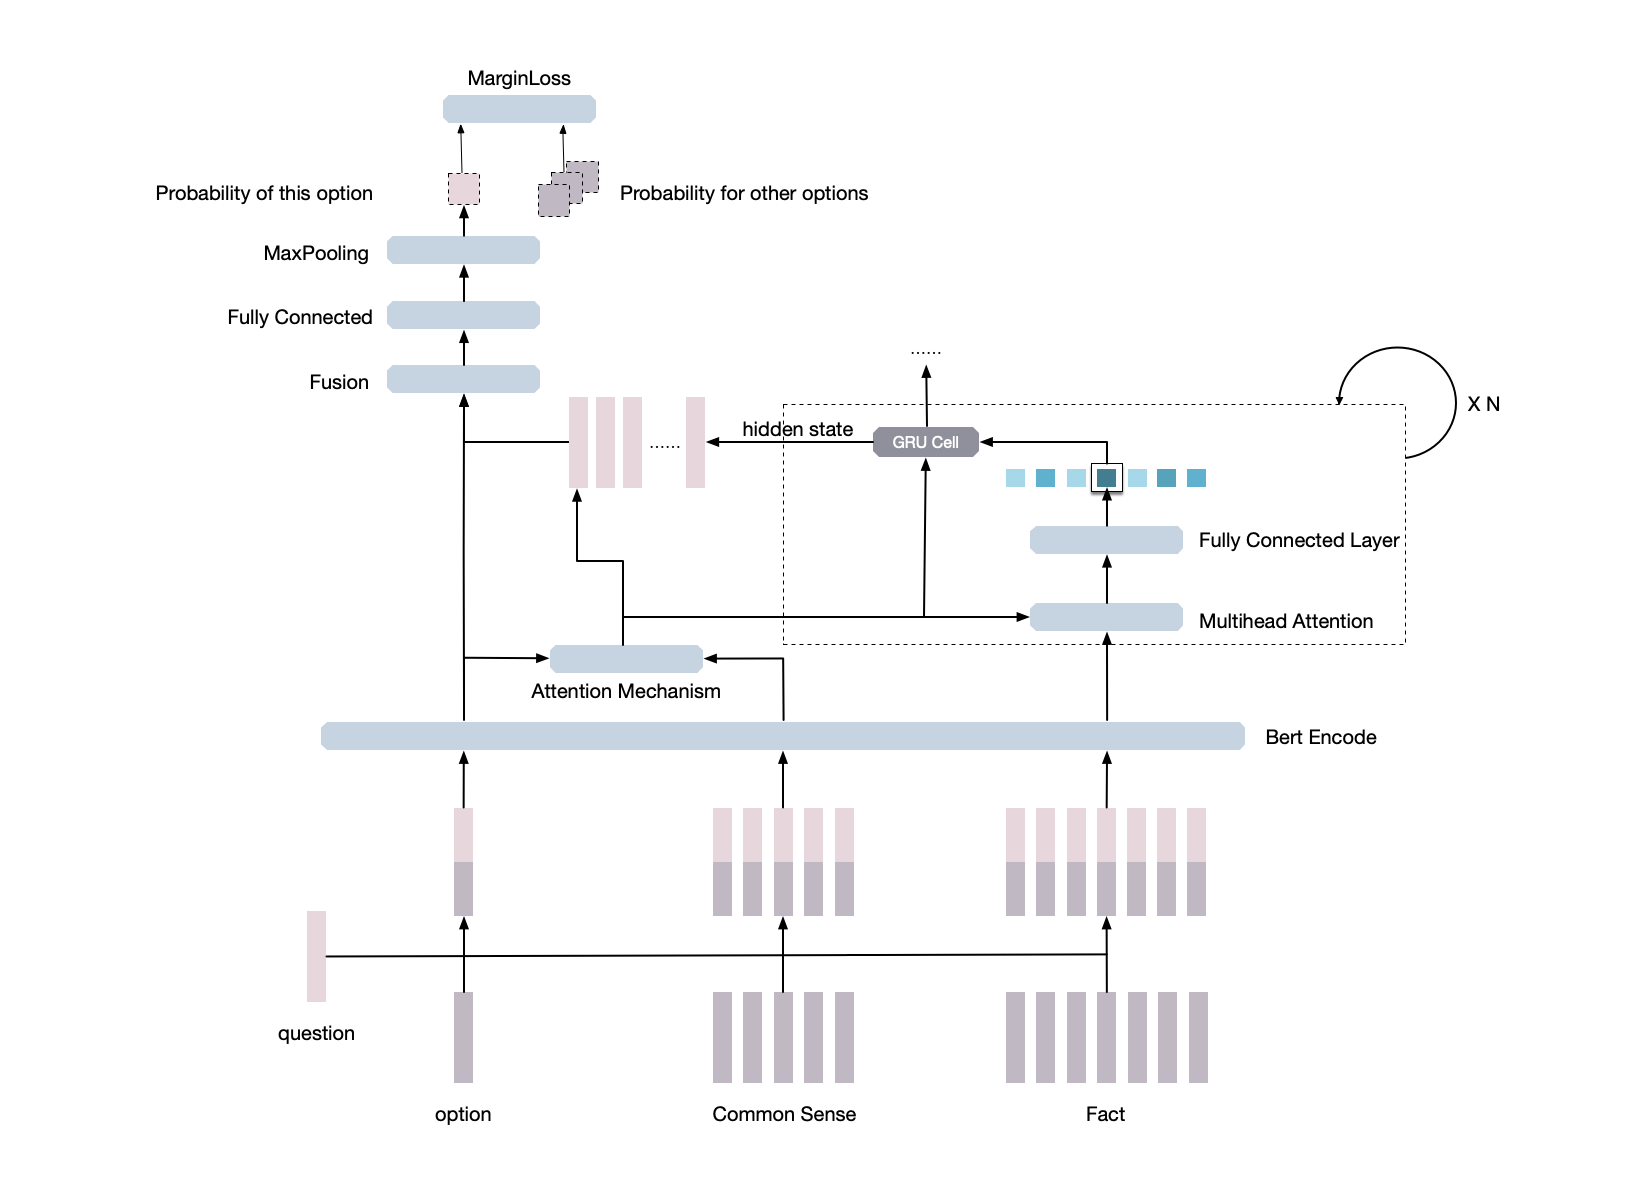 MarginLoss
Probability of this option
Probability for other options
MaxPooling
Fully Connected
Fusion
......
X N
hidden state
GRU Cell
......
Fully Connected Layer
Multihead Attention
Attention Mechanism
Bert Encode
question
option
Common Sense
Fact